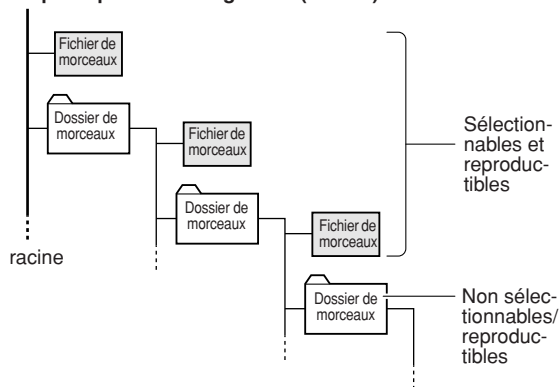 Fichier de
morceaux
Dossier de
morceaux
Fichier de
morceaux
Dossier de
morceaux
Fichier de
morceaux
Dossier de
morceaux
racine
Sélection-
nables et
reproduc-
tibles
Non sélec-
tionnables/
reproduc-
tibles